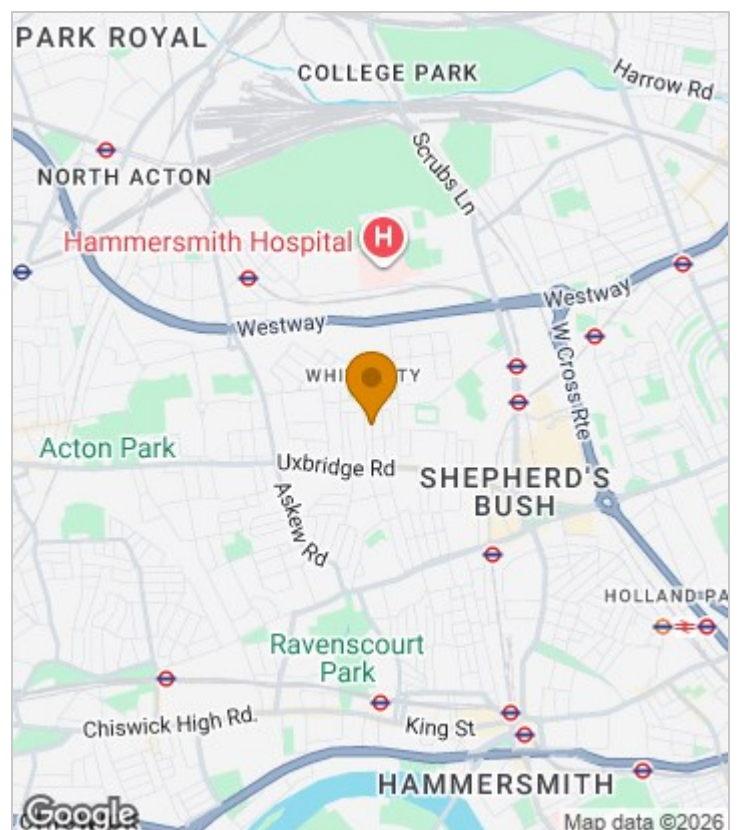 PARK ROYAL
COLLEGE PARK
Harrow Rd
Scrubs Ln
NORTH ACTON
Hammersmith Hospital
H
Westway
Westway
W Cross Rte
Acton Park
Uxbridge Rd
SHEPHERD'S
BUSH
Askew Rd
HOLLAND PA
Ravenscourt
Park
Chiswick High Rd.
King St
HAMMERSMITH
Google
Map data ©2026